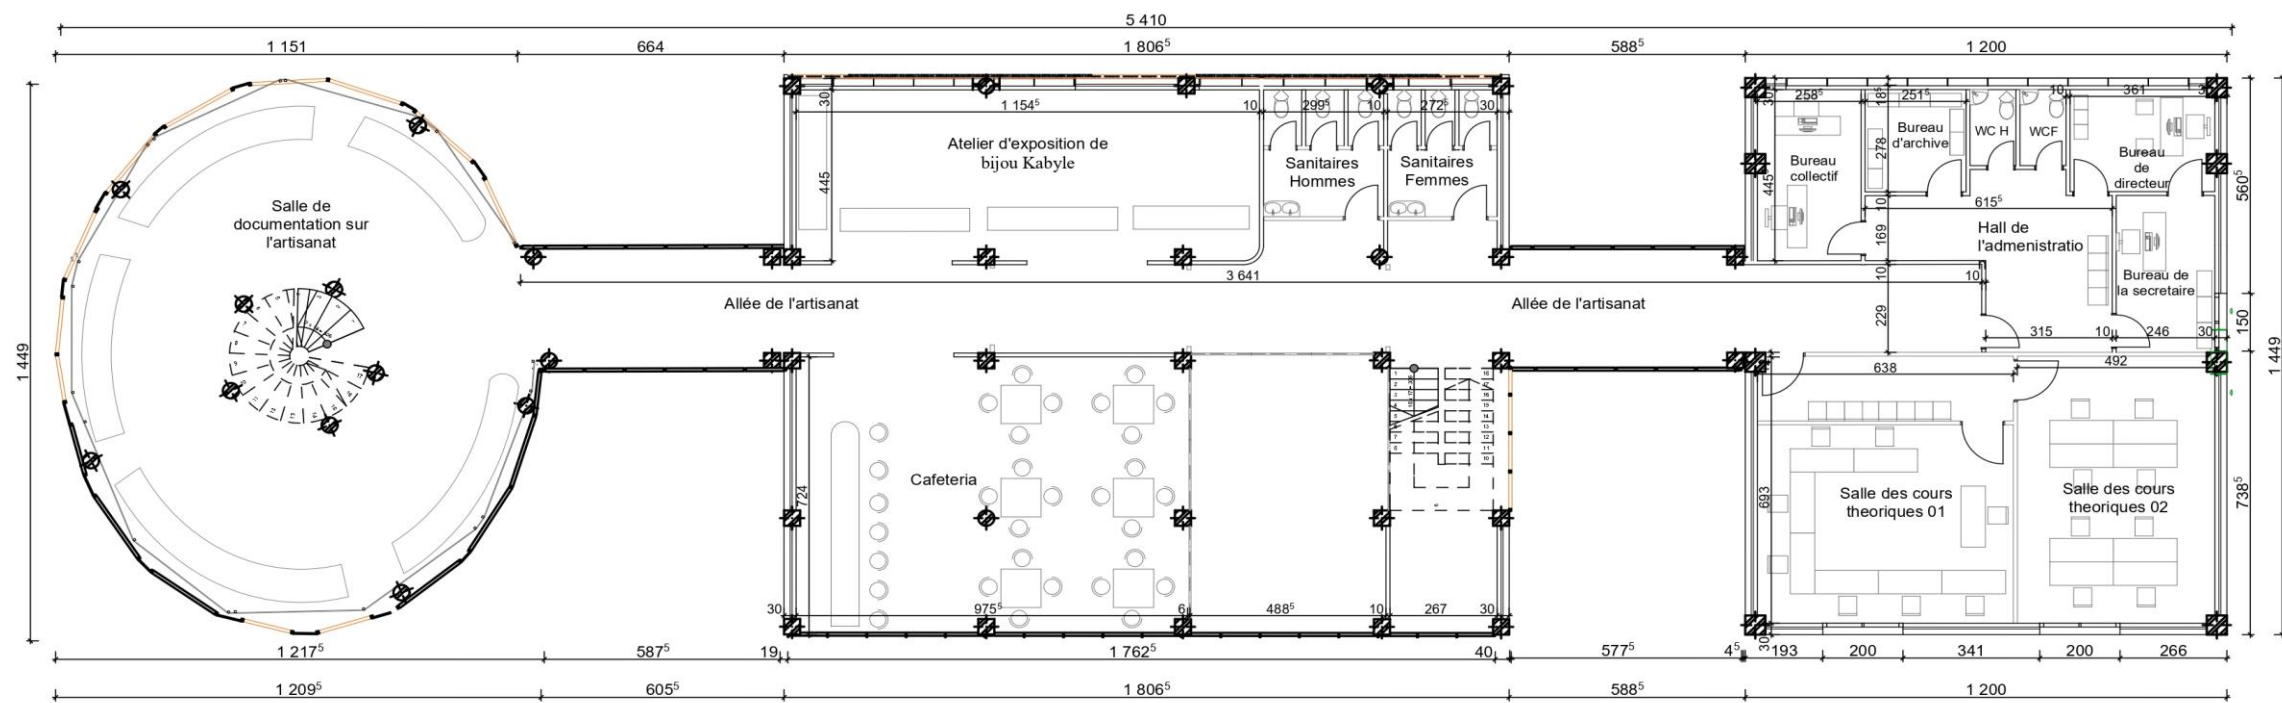 5 410
1 151
664
1 806⁵
588⁵
1 200
1 449
30
1 154⁵
10
299⁵
10
272⁵
30
Atelier d'exposition de
bijou Kabyle
445
Sanitaires
Hommes
Sanitaires
Femmes
30
258⁵
18⁵
251⁵
10
361
Bureau
collectif
445⁵
Bureau
d'archive
278
WC H
WCF
Bureau
de
directeur
560⁵
10
615⁵
169
Hall de
l'admenistratio
Salle de
documentation sur
l'artisanat
3 641
10
10
Bureau de
la secretaire
Allée de l'artisanat
Allée de l'artisanat
229
315
10
246
30
150
1 449
638
492
Cafeteria
724
693
Salle des cours
theoriques 01
Salle des cours
theoriques 02
738⁵
30
975⁵
6
488⁵
10
267
30
30
1 217⁵
587⁵
19
1 762⁵
40
577⁵
4⁵
193
200
341
200
266
1 209⁵
605⁵
1 806⁵
588⁵
1 200